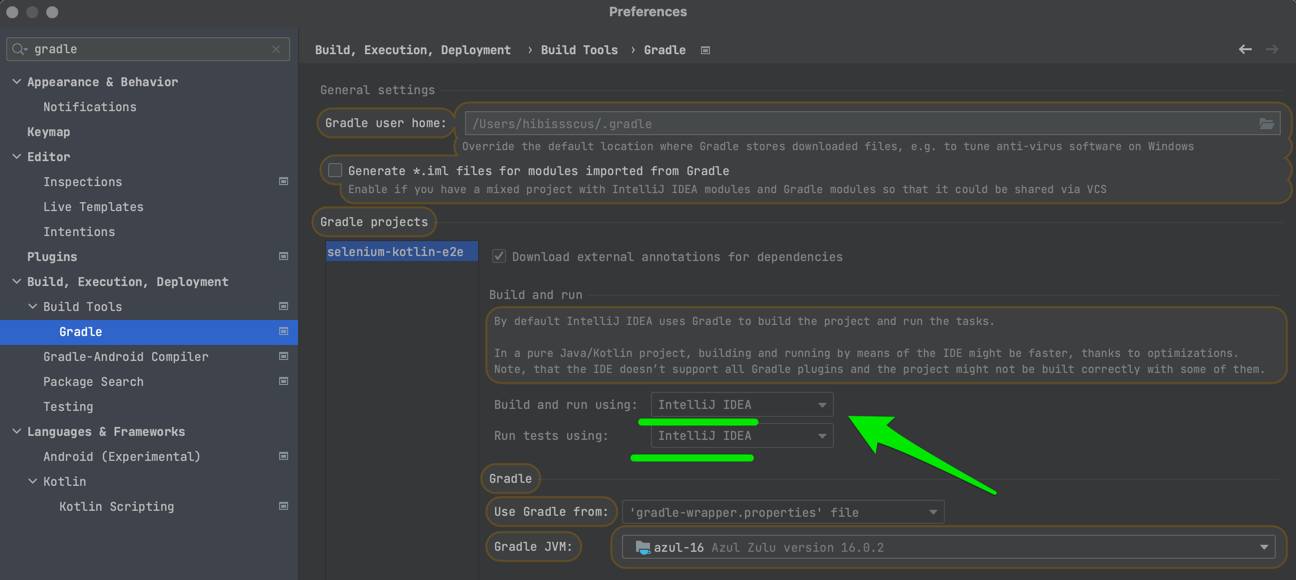 Preferences
gradle
Build, Execution, Deployment › Build Tools › Gradle
Appearance & Behavior
Notifications
Keymap
Editor
Inspections
Live Templates
Intentions
Plugins
Build, Execution, Deployment
Build Tools
Gradle
Gradle-Android Compiler
Package Search
Testing
Languages & Frameworks
Android (Experimental)
Kotlin
Kotlin Scripting
General settings
Gradle user home: /Users/hibissscus/.gradle
Override the default location where Gradle stores downloaded files, e.g. to tune anti-virus software on Windows
Generate *.iml files for modules imported from Gradle
Enable if you have a mixed project with IntelliJ IDEA modules and Gradle modules so that it could be shared via VCS
Gradle projects
selenium-kotlin-e2e
Download external annotations for dependencies
Build and run
By default IntelliJ IDEA uses Gradle to build the project and run the tasks.
In a pure Java/Kotlin project, building and running by means of the IDE might be faster, thanks to optimizations.
Note, that the IDE doesn't support all Gradle plugins and the project might not be built correctly with some of them.
Build and run using: IntelliJ IDEA
Run tests using: IntelliJ IDEA
Gradle
Use Gradle from: 'gradle-wrapper.properties' file
Gradle JVM: azul-16 Azul Zulu version 16.0.2